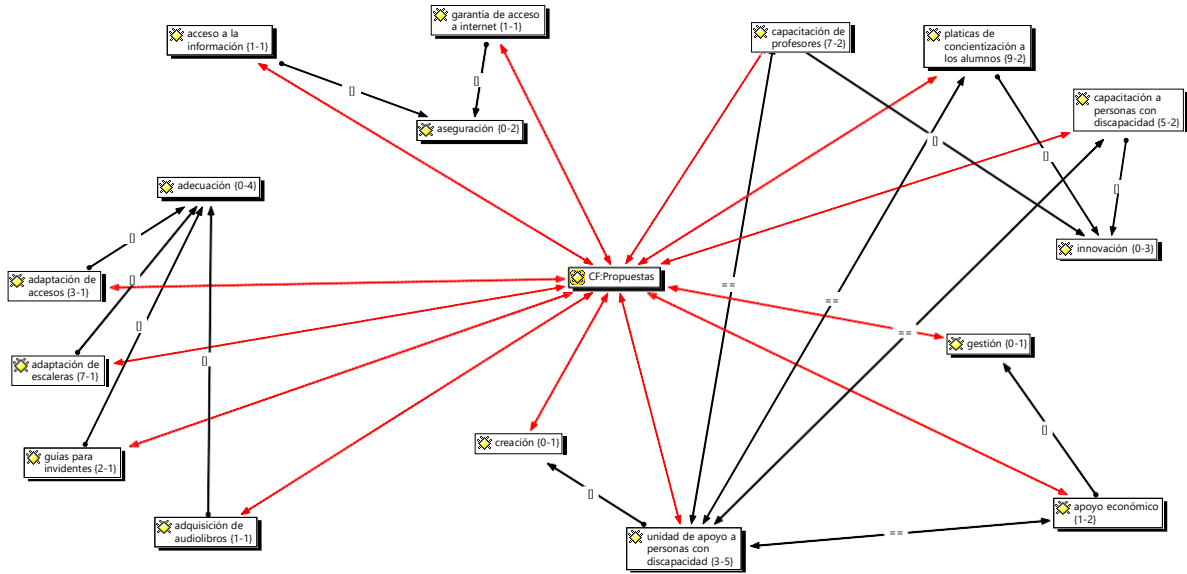 garantía de acceso
a internet {1-1}
acceso a la
información {1-1}
capacitación de
profesores {7-2}
platicas de
concientización a
los alumnos {9-2}
[]
[]
capacitación a
personas con
discapacidad {5-2}
aseguración {0-2}
[]
[]
adecuación {0-4}
[]
[]
innovación {0-3}
adaptación de
accesos {3-1}
[]
CF:Propuestas
==
==
==
[]
gestión {0-1}
adaptación de
escaleras {7-1}
[]
creación {0-1}
[]
guías para
invidentes {2-1}
[]
apoyo económico
{1-2}
adquisición de
audiolibros {1-1}
unidad de apoyo a
personas con
discapacidad {3-5}
==